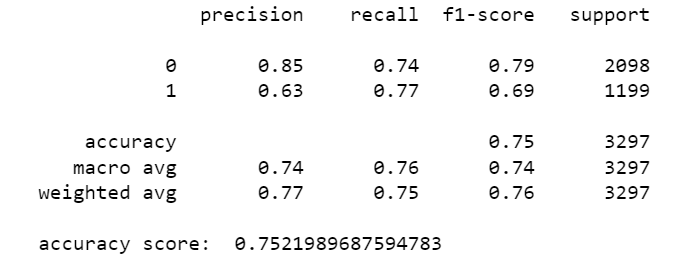 precision recall f1-score support
0 0.85 0.74 0.79 2098
1 0.63 0.77 0.69 1199
accuracy 0.75 3297
macro avg 0.74 0.76 0.74 3297
weighted avg 0.77 0.75 0.76 3297
accuracy score: 0.7521989687594783